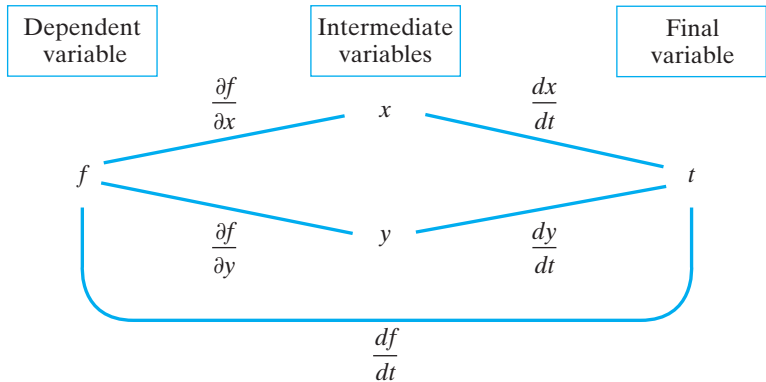 Dependent
variable
Intermediate
variables
Final
variable
∂f
∂x
x
dx
dt
f
t
∂f
∂y
y
dy
dt
df
dt